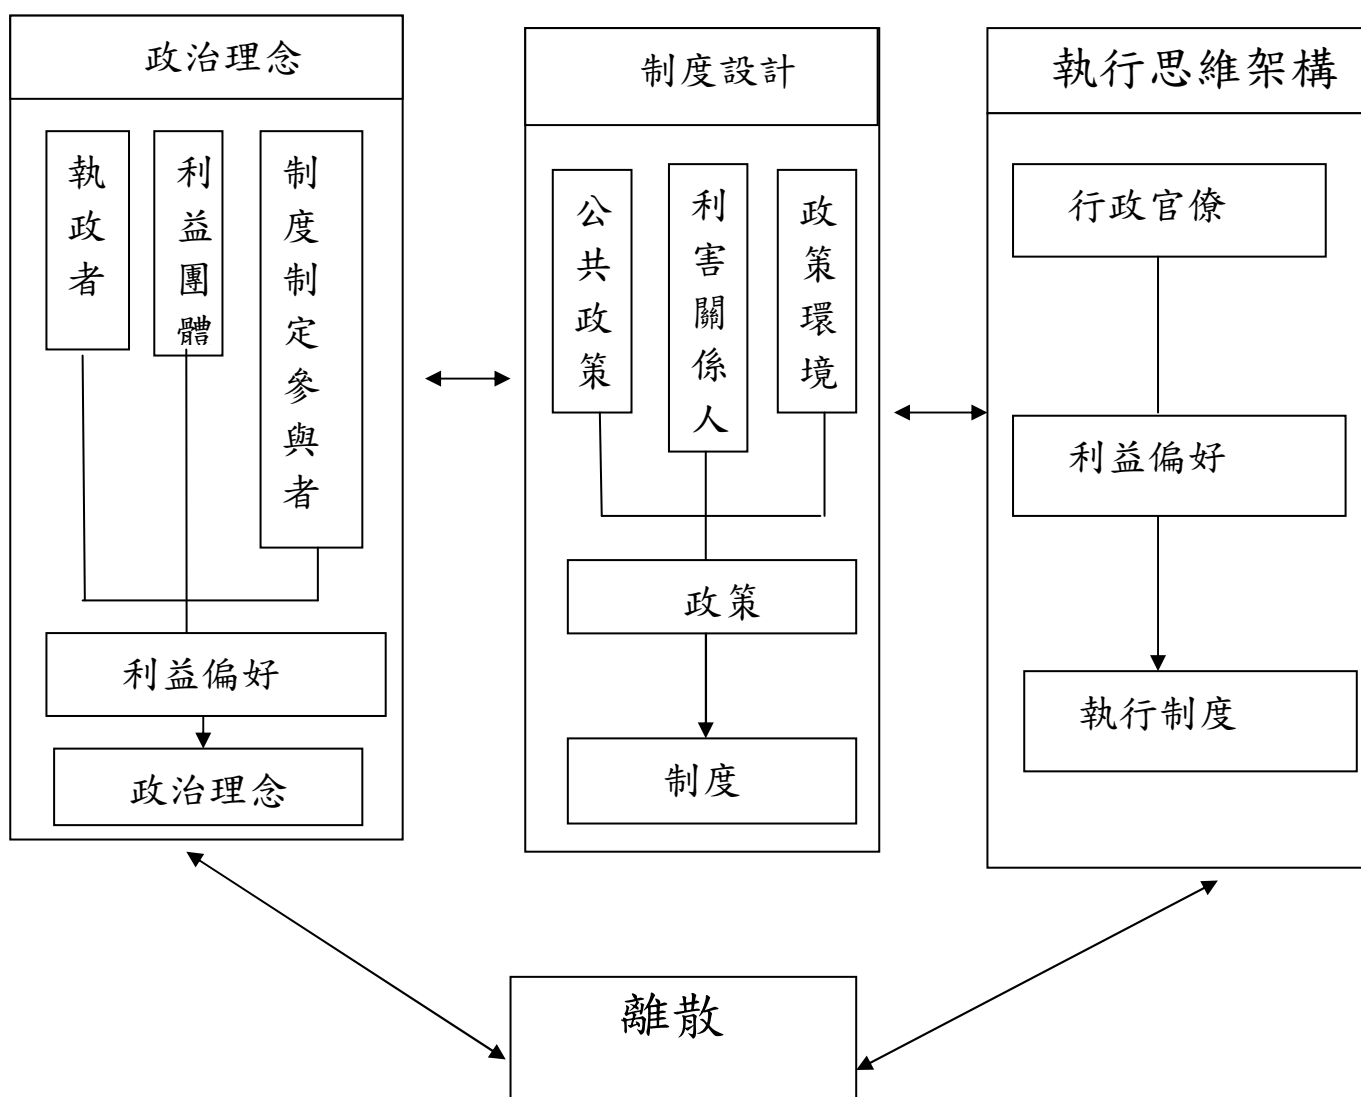 政治理念
執政者
利益團體
制度制定參與者
利益偏好
政治理念
制度設計
公共政策
利害關係人
政策環境
政策
制度
執行思維架構
行政官僚
利益偏好
執行制度
離散